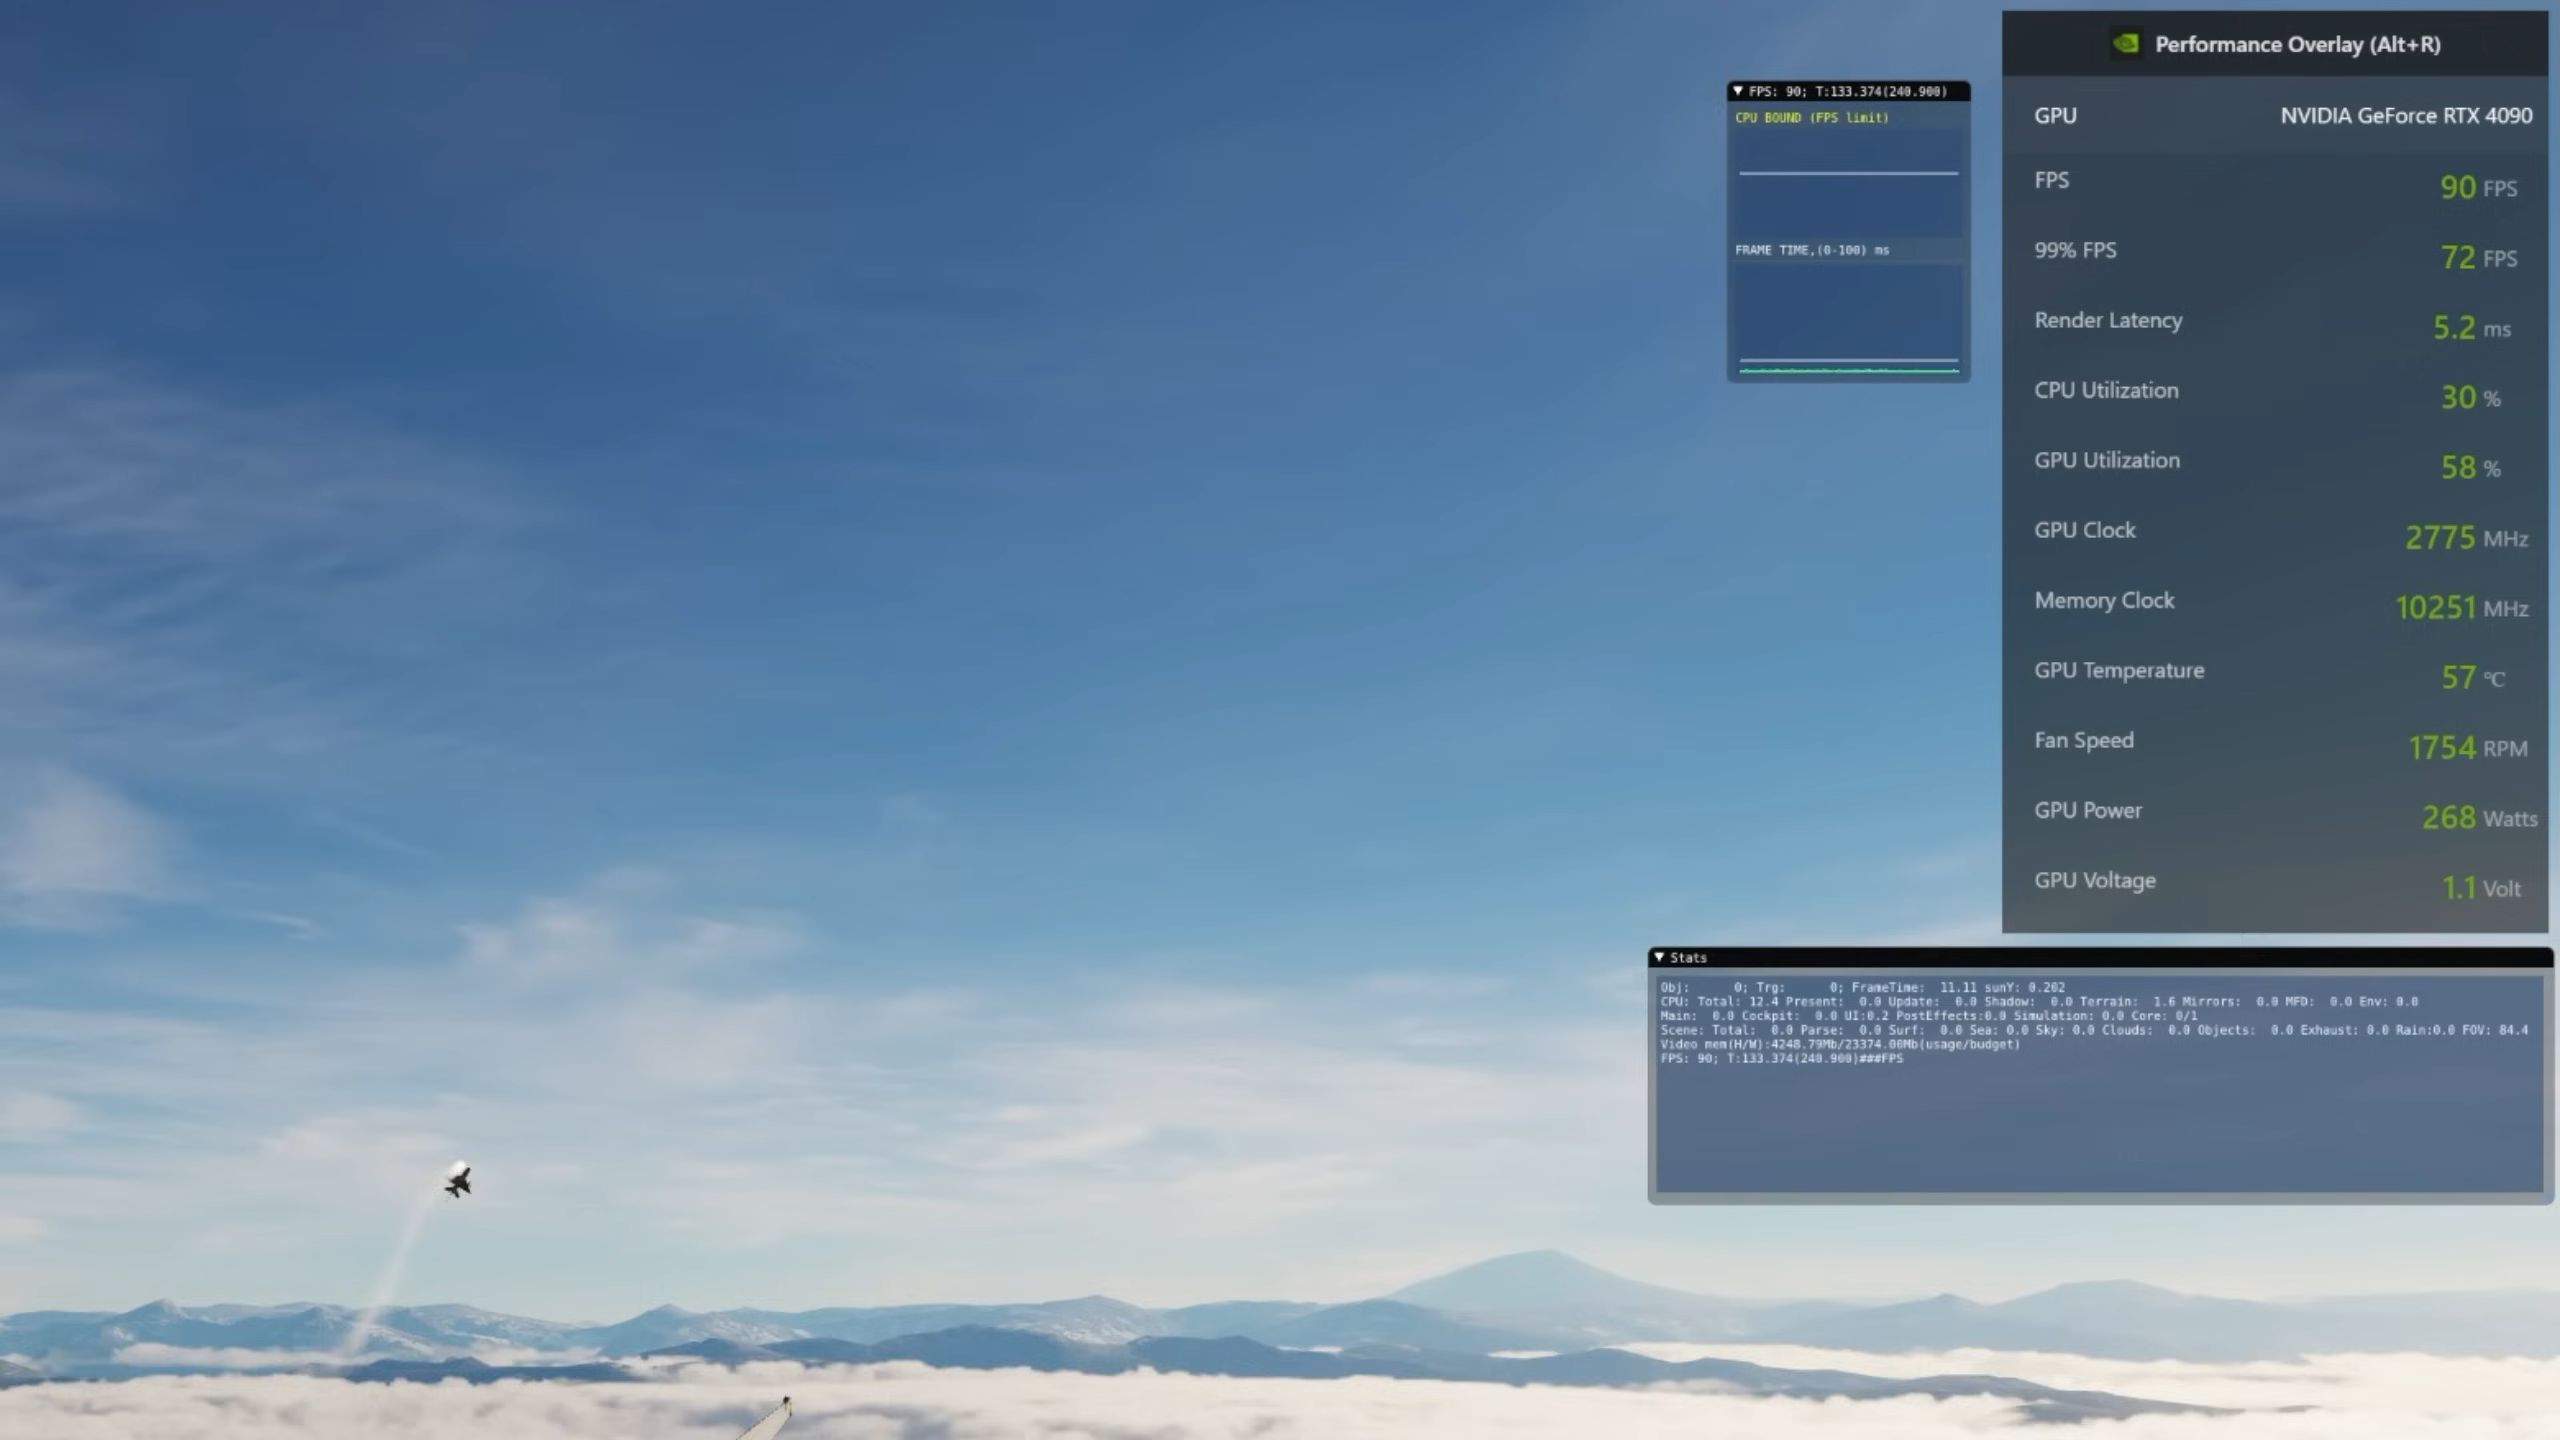 Performance Overlay (Alt+R)
GPU NVIDIA GeForce RTX 4090
FPS 90 FPS
99% FPS 72 FPS
Render Latency 5.2 ms
CPU Utilization 30 %
GPU Utilization 58 %
GPU Clock 2775 MHz
Memory Clock 10251 MHz
GPU Temperature 57 °C
Fan Speed 1754 RPM
GPU Power 268 Watts
GPU Voltage 1.1 Volt
FPS: 90; T:133.374(240.900)
CPU BOUND (FPS limit)
FRAME TIME,(0-100) ms
Stats
Obj: 0; Trg: 0; FrameTime: 11.11 sunY: 0.202
CPU: Total: 12.4 Present: 0.0 Update: 0.0 Shadow: 0.0 Terrain: 1.6 Mirrors: 0.0 MFD: 0.0 Env: 0.0
Main: 0.0 Cockpit: 0.0 UI:0.2 PostEffects:0.0 Simulation: 0.0 Core: 0/1
Scene: Total: 0.0 Parse: 0.0 Surf: 0.0 Sea: 0.0 Sky: 0.0 Clouds: 0.0 Objects: 0.0 Exhaust: 0.0 Rain:0.0 FOV: 84.4
Video mem(H/W):4248.79Mb/23374.00Mb(usage/budget)
FPS: 90; T:133.374(240.900)###FPS